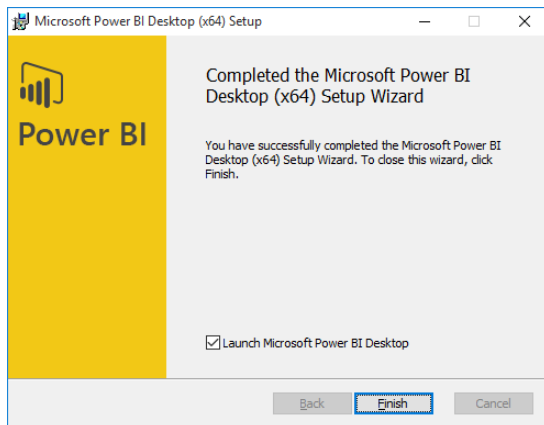 Microsoft Power BI Desktop (x64) Setup
Power BI
Completed the Microsoft Power BI
Desktop (x64) Setup Wizard
You have successfully completed the Microsoft Power BI
Desktop (x64) Setup Wizard. To close this wizard, click
Finish.
Launch Microsoft Power BI Desktop
Back Finish Cancel